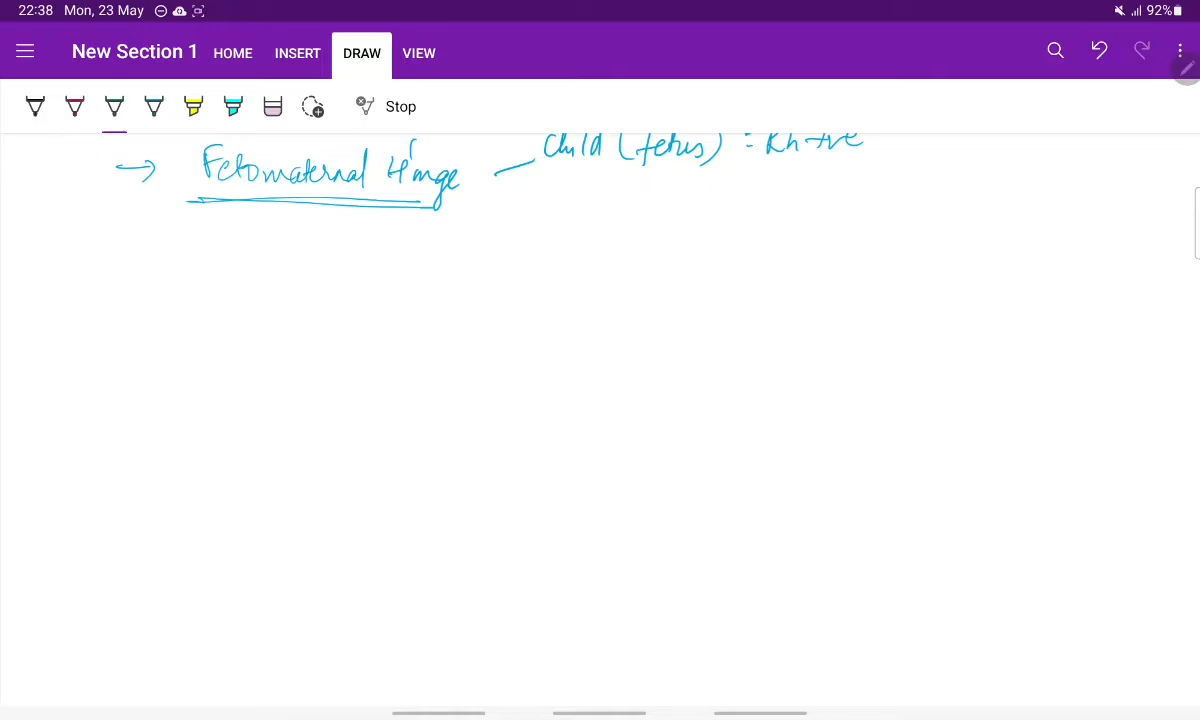 22:38 Mon, 23 May 92%
New Section 1 HOME INSERT DRAW VIEW
Stop
Child (fetus) : Rh +ve
→ Fetomaternal H'mge